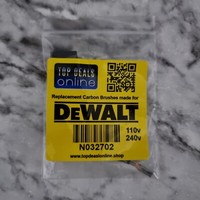 TOP DEALS
online
Replacement Carbon Brushes made for
DEWALT
110v
240v
N032702
www.topdealsonline.shop